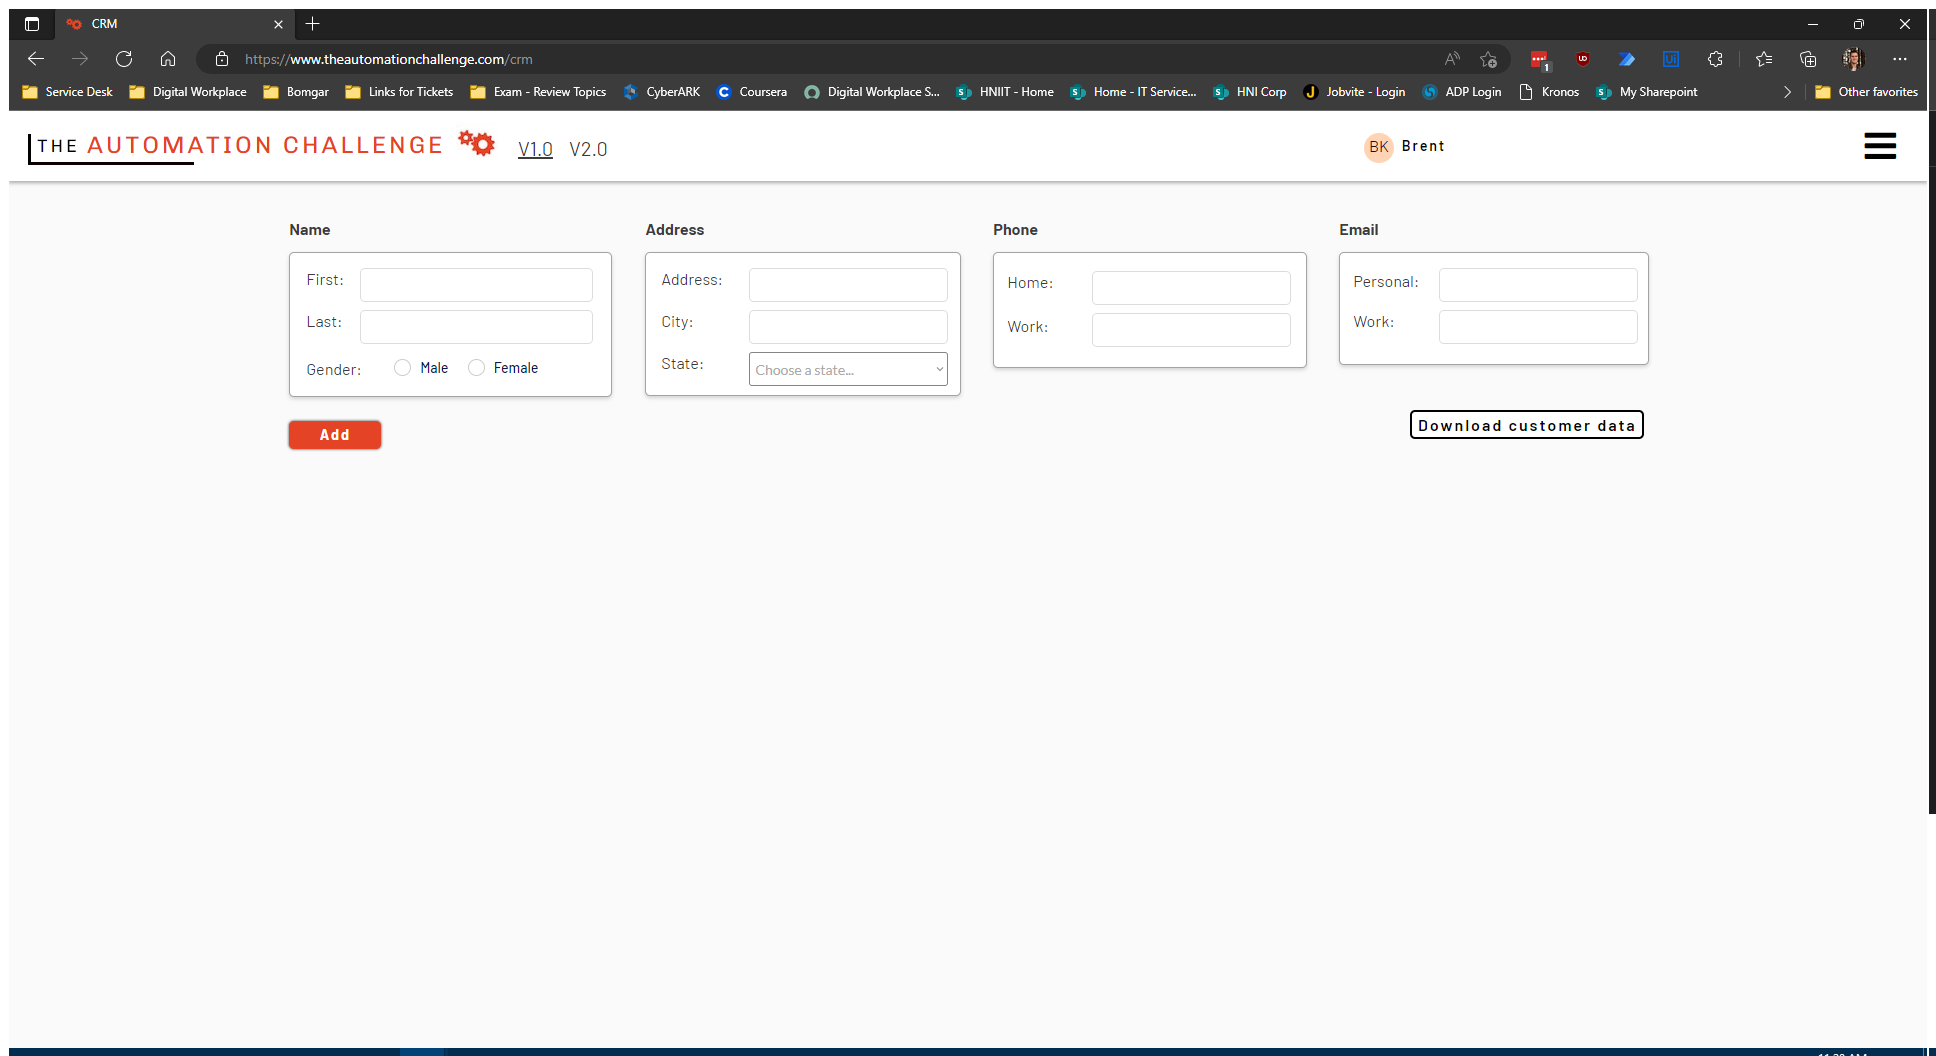 CRM
https://www.theautomationchallenge.com/crm
1
Service Desk Digital Workplace Bomgar Links for Tickets Exam - Review Topics CyberARK Coursera Digital Workplace S... HNIIT - Home Home - IT Service... HNI Corp Jobvite - Login ADP Login Kronos My Sharepoint Other favorites
THE AUTOMATION CHALLENGE V1.0 V2.0 BK Brent
Name Address Phone Email
First: Address: Home: Personal:
Last: City: Work: Work:
Gender: Male Female State: Choose a state...
Add Download customer data